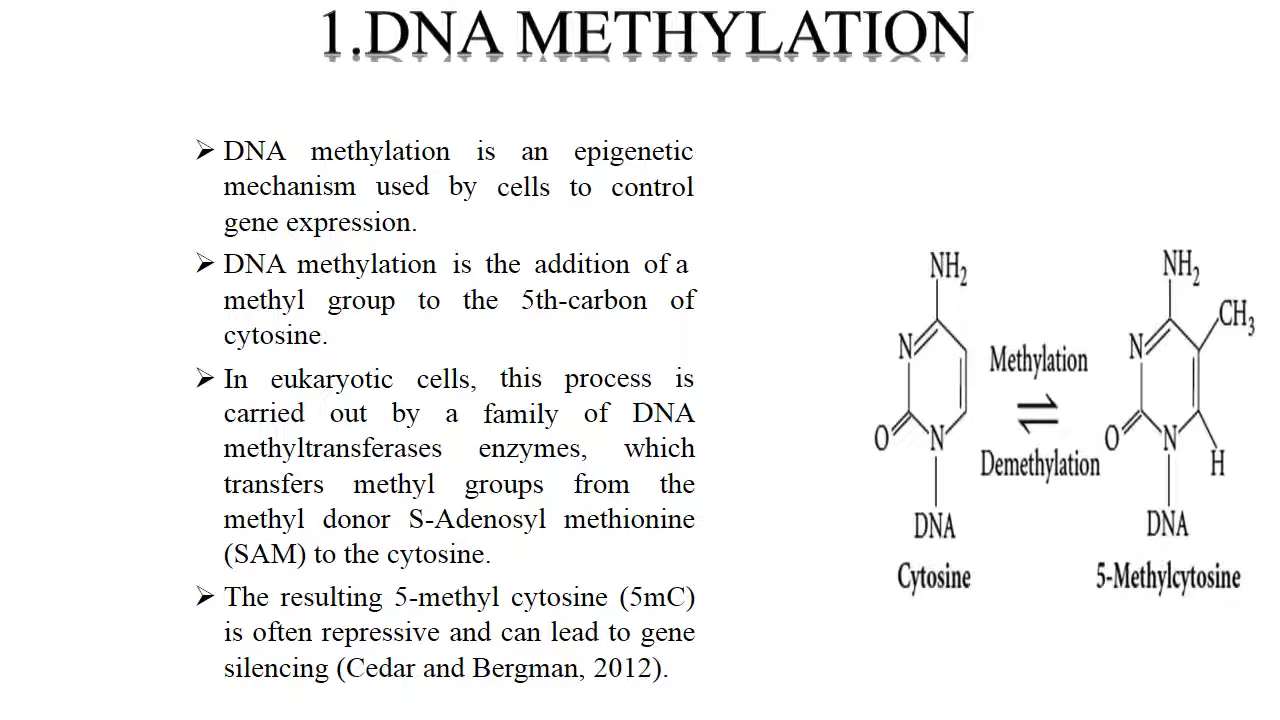 1.DNA METHYLATION
➢ DNA methylation is an epigenetic
mechanism used by cells to control
gene expression.
➢ DNA methylation is the addition of a
methyl group to the 5th-carbon of
cytosine.
➢ In eukaryotic cells, this process is
carried out by a family of DNA
methyltransferases enzymes, which
transfers methyl groups from the
methyl donor S-Adenosyl methionine
(SAM) to the cytosine.
➢ The resulting 5-methyl cytosine (5mC)
is often repressive and can lead to gene
silencing (Cedar and Bergman, 2012).
NH2
N
O
N
DNA
Cytosine
Methylation
Demethylation
NH2
CH3
N
O
N
H
DNA
5-Methylcytosine